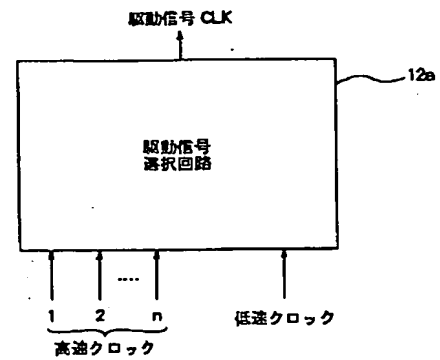 駆動信号 CLK
12a
駆動信号
選択回路
1 2 ···· n
高速クロック
低速クロック